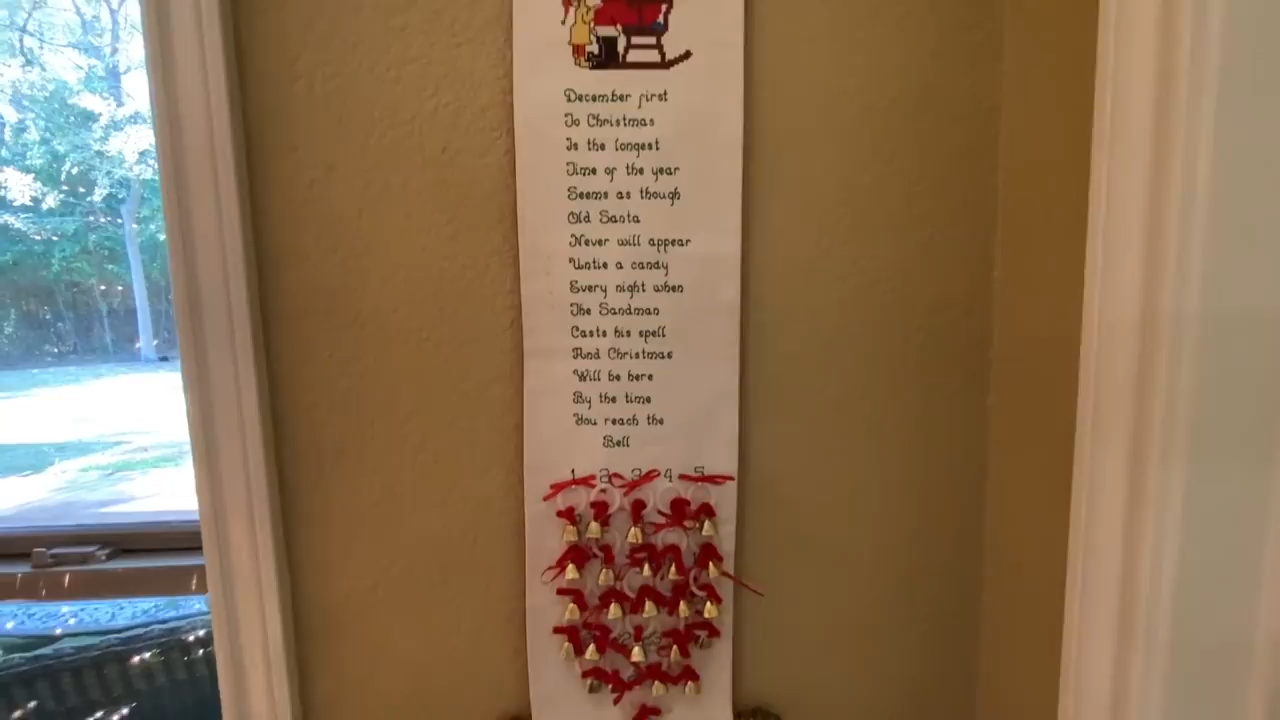 December first
To Christmas
Is the longest
Time of the year
Seems as though
Old Santa
Never will appear
Untie a candy
Every night when
The Sandman
Casts his spell
And Christmas
Will be here
By the time
You reach the
Bell
1 2 3 4 5